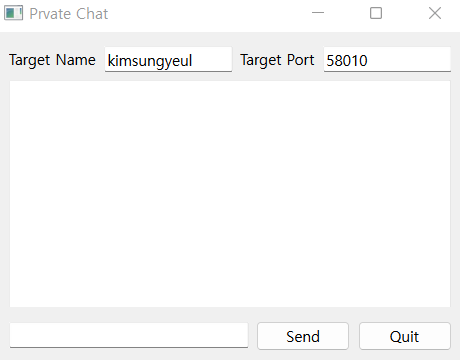 Prvate Chat
Target Name kimsungyeul Target Port 58010
Send Quit